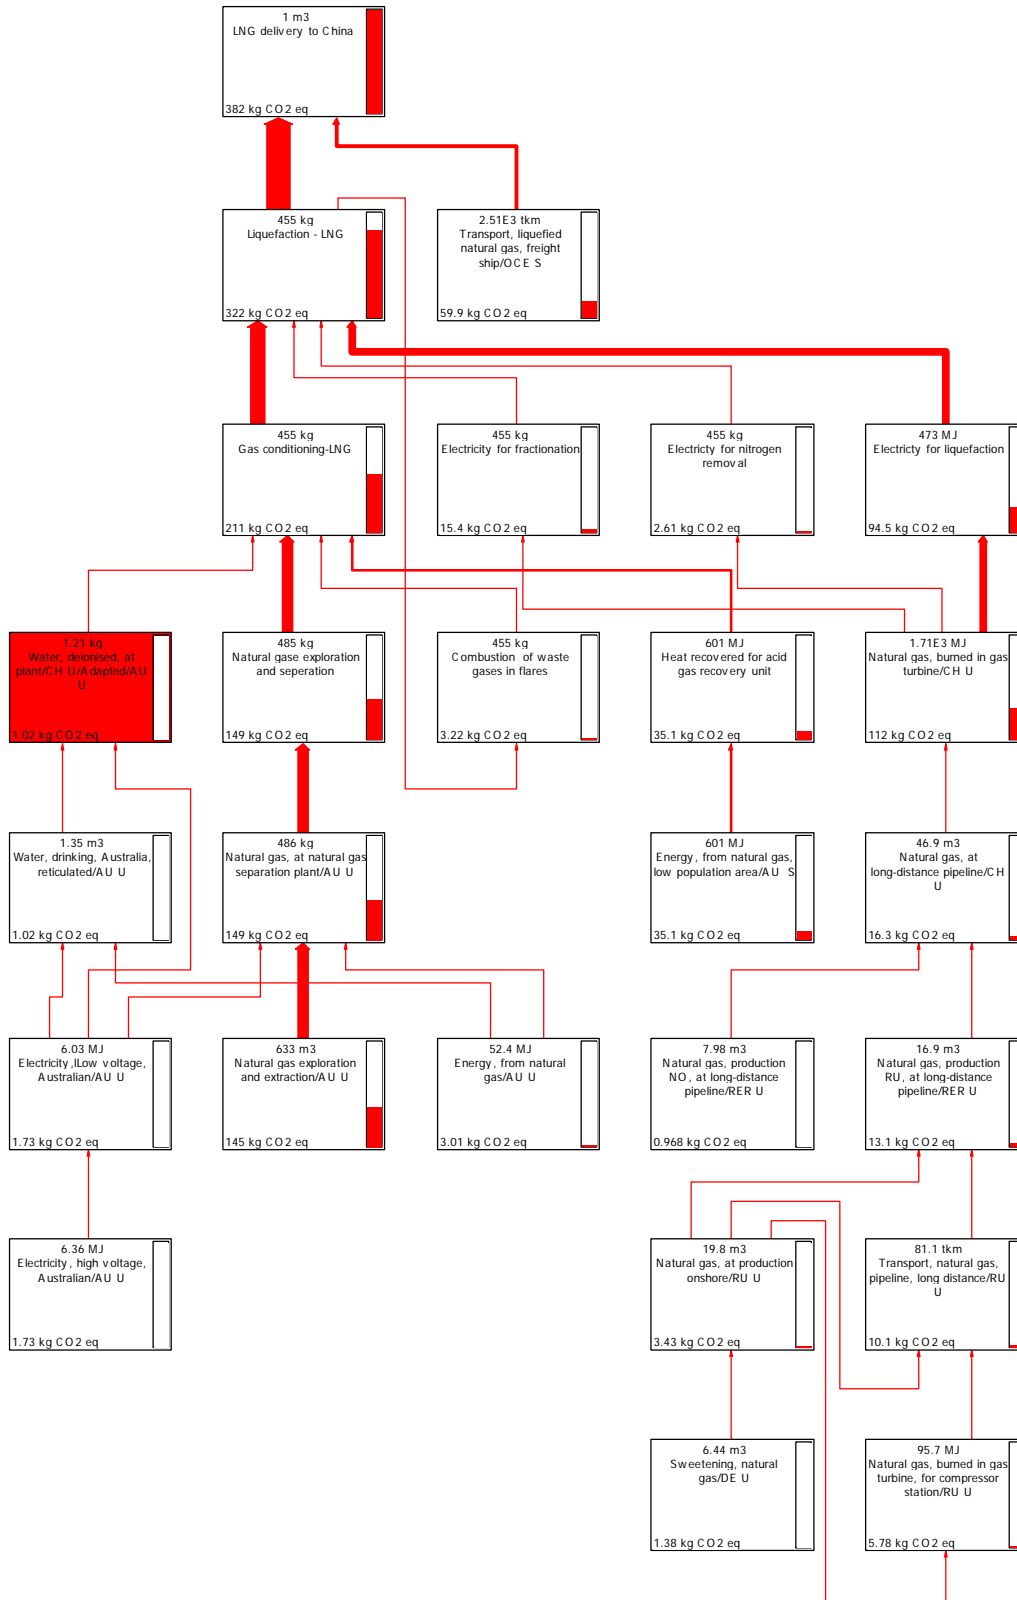 1 m3
LNG delivery to China
382 kg CO2 eq
455 kg
Liquefaction - LNG
322 kg CO2 eq
2.51E3 tkm
Transport, liquefied
natural gas, freight
ship/OCE S
59.9 kg CO2 eq
455 kg
Gas conditioning-LNG
211 kg CO2 eq
455 kg
Electricity for fractionation
15.4 kg CO2 eq
455 kg
Electricty for nitrogen
removal
2.61 kg CO2 eq
473 MJ
Electricty for liquefaction
94.5 kg CO2 eq
1.21 kg
Water, deionised, at
plant/CH U/Adapted/AU
U
1.02 kg CO2 eq
485 kg
Natural gase exploration
and seperation
149 kg CO2 eq
455 kg
Combustion of waste
gases in flares
3.22 kg CO2 eq
601 MJ
Heat recovered for acid
gas recovery unit
35.1 kg CO2 eq
1.71E3 MJ
Natural gas, burned in gas
turbine/CH U
112 kg CO2 eq
1.35 m3
Water, drinking, Australia,
reticulated/AU U
1.02 kg CO2 eq
486 kg
Natural gas, at natural gas
separation plant/AU U
149 kg CO2 eq
601 MJ
Energy, from natural gas,
low population area/AU S
35.1 kg CO2 eq
46.9 m3
Natural gas, at
long-distance pipeline/CH
U
16.3 kg CO2 eq
6.03 MJ
Electricity,lLow voltage,
Australian/AU U
1.73 kg CO2 eq
633 m3
Natural gas exploration
and extraction/AU U
145 kg CO2 eq
52.4 MJ
Energy, from natural
gas/AU U
3.01 kg CO2 eq
7.98 m3
Natural gas, production
NO, at long-distance
pipeline/RER U
0.968 kg CO2 eq
16.9 m3
Natural gas, production
RU, at long-distance
pipeline/RER U
13.1 kg CO2 eq
6.36 MJ
Electricity, high voltage,
Australian/AU U
1.73 kg CO2 eq
19.8 m3
Natural gas, at production
onshore/RU U
3.43 kg CO2 eq
81.1 tkm
Transport, natural gas,
pipeline, long distance/RU
U
10.1 kg CO2 eq
6.44 m3
Sweetening, natural
gas/DE U
1.38 kg CO2 eq
95.7 MJ
Natural gas, burned in gas
turbine, for compressor
station/RU U
5.78 kg CO2 eq